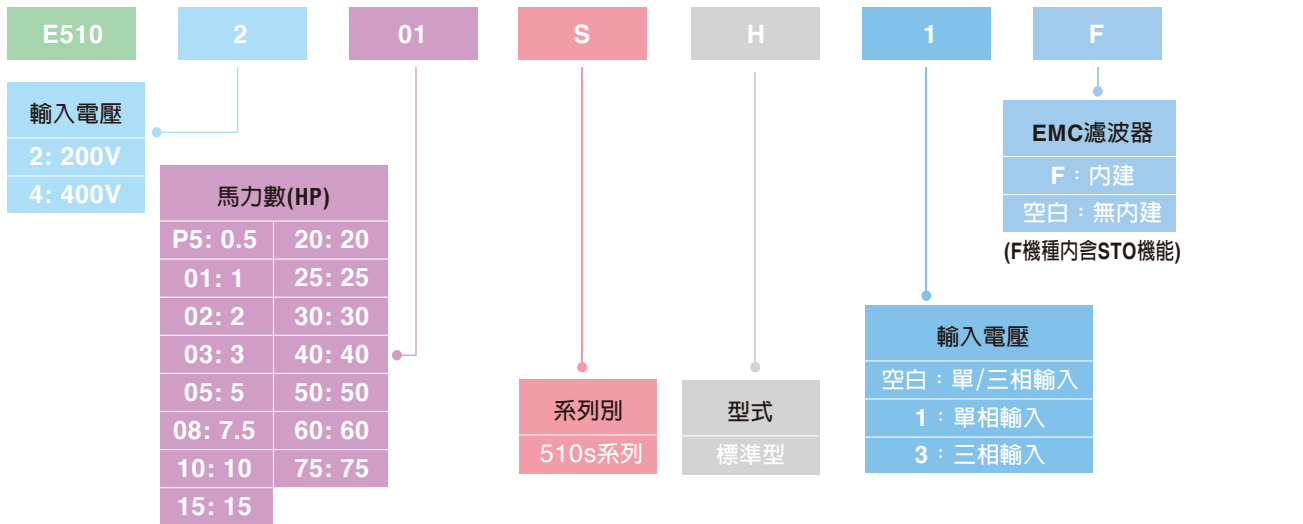 E510 2 01 S H 1 F
輸入電壓
2: 200V
4: 400V
馬力數(HP)
P5: 0.5 20: 20
01: 1 25: 25
02: 2 30: 30
03: 3 40: 40
05: 5 50: 50
08: 7.5 60: 60
10: 10 75: 75
15: 15
系列別
510s系列
型式
標準型
輸入電壓
空白：單/三相輸入
1：單相輸入
3：三相輸入
EMC濾波器
F：內建
空白：無內建
(F機種內含STO機能)